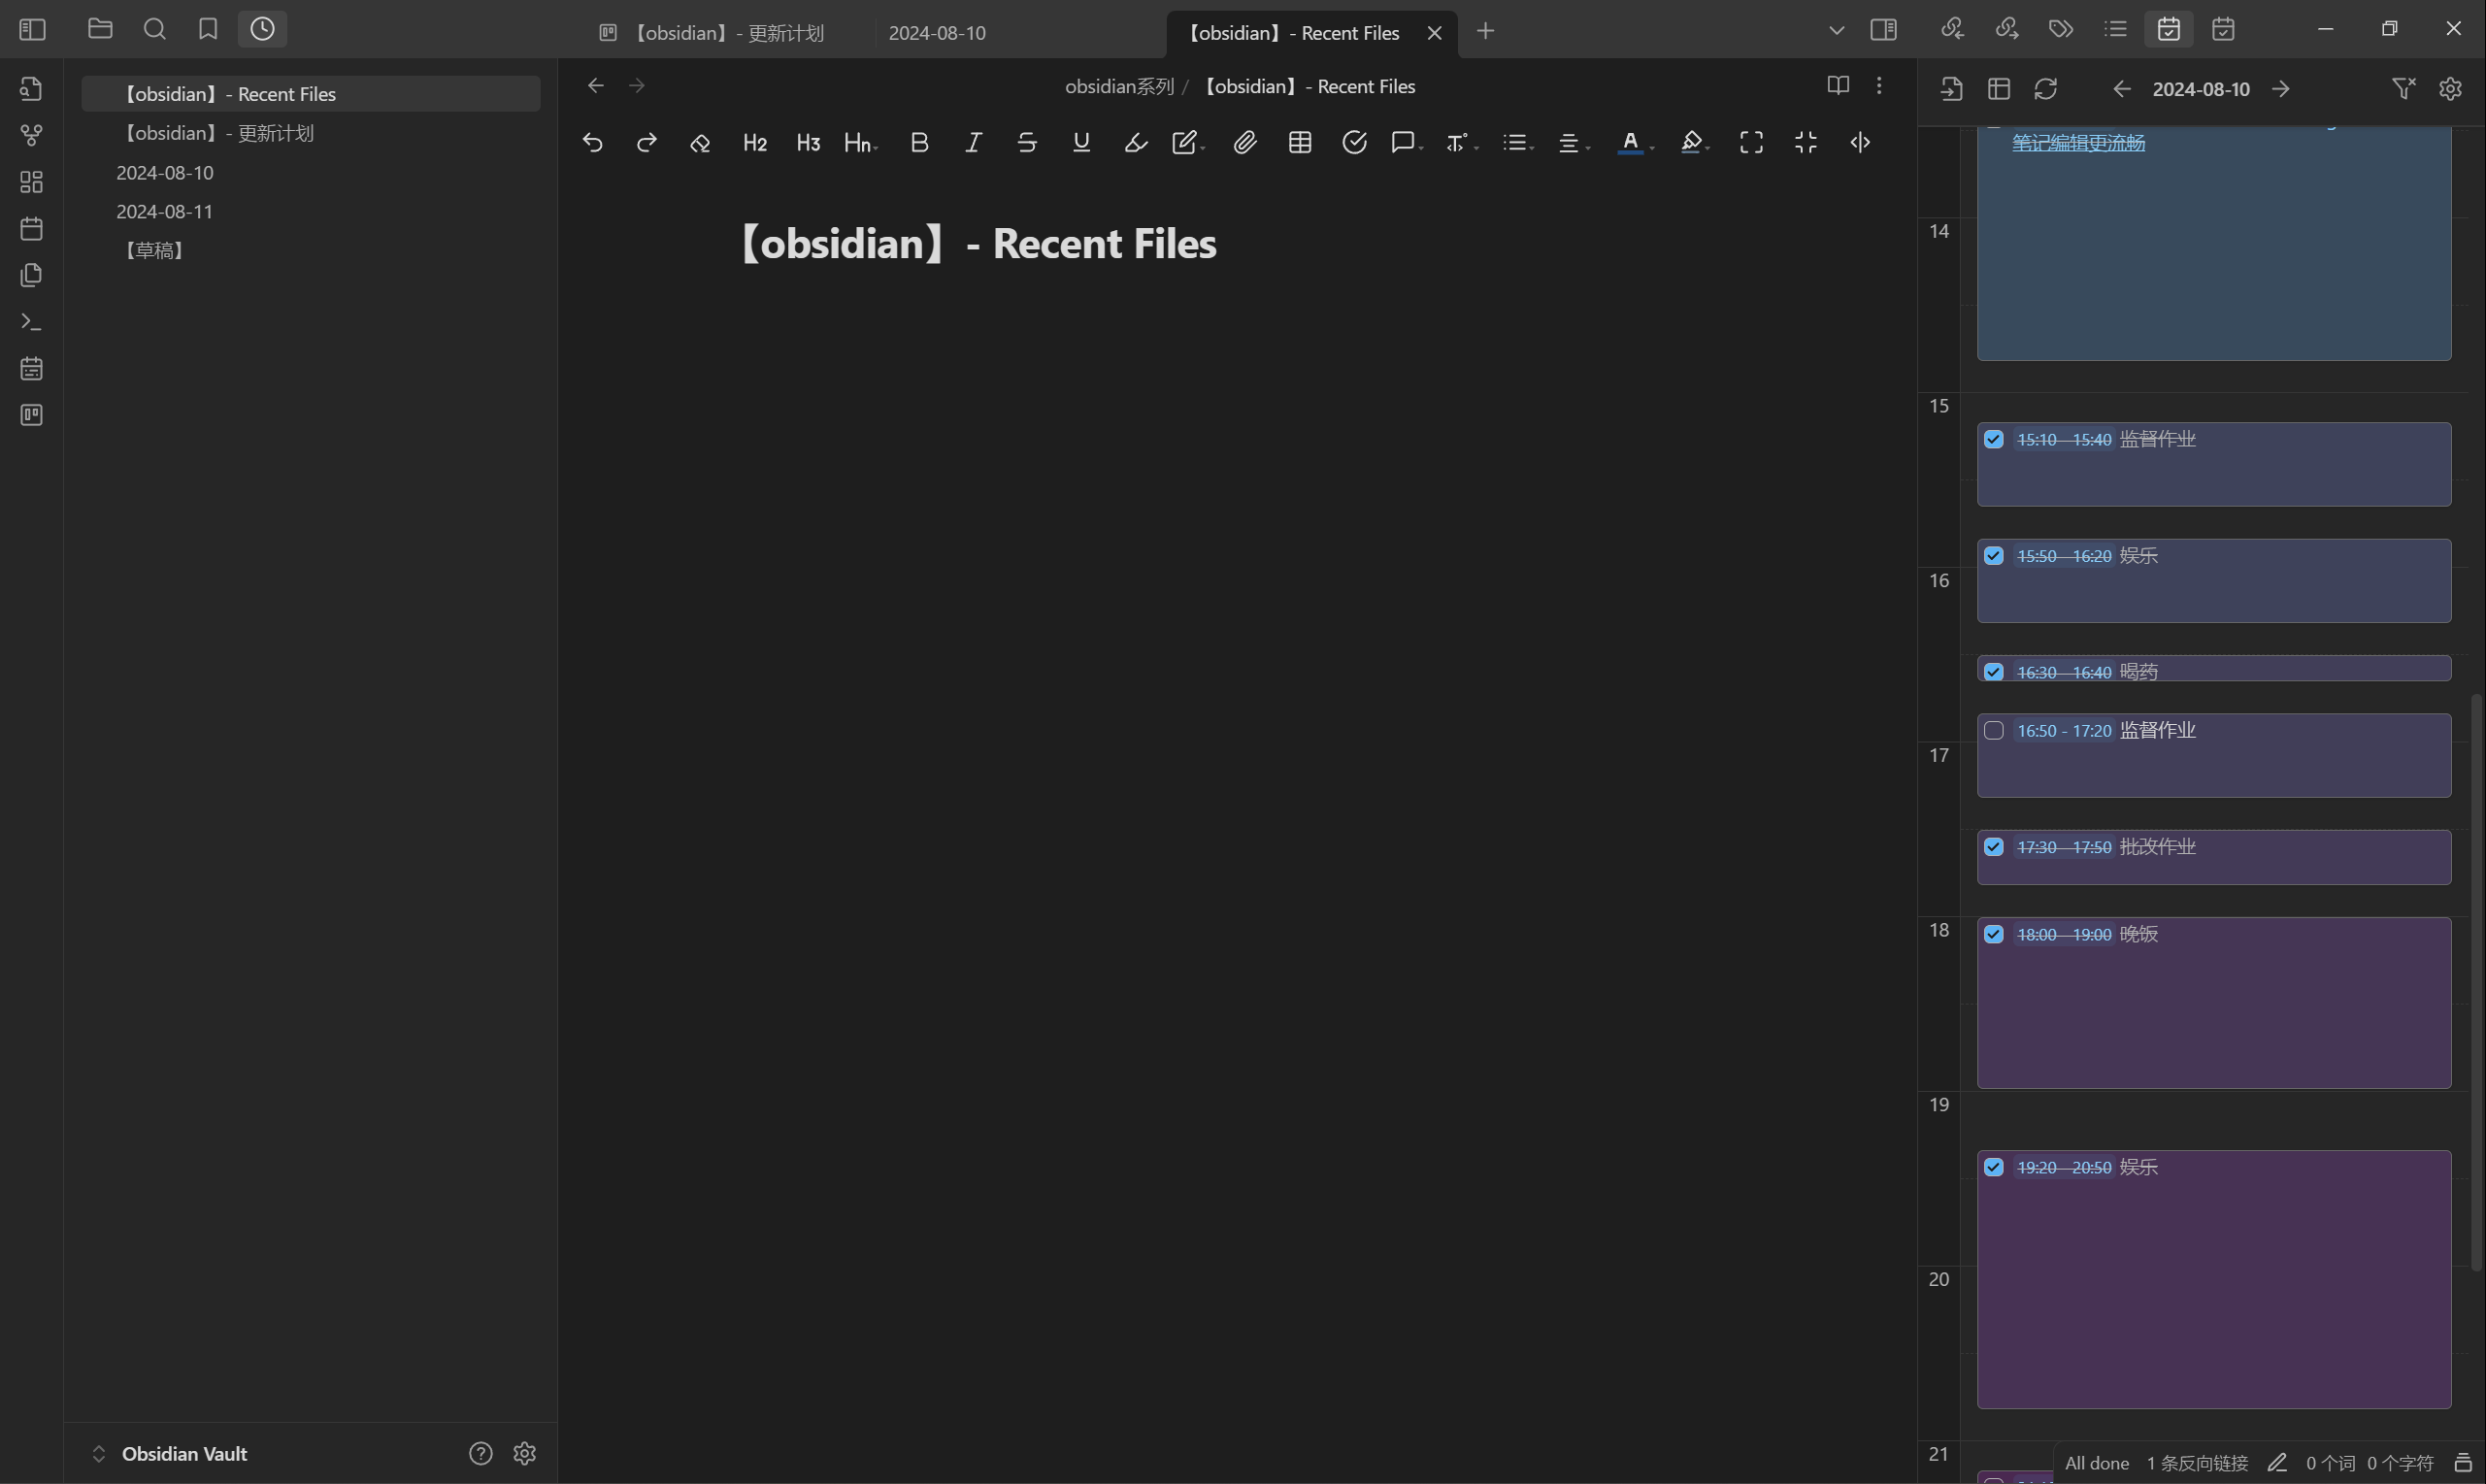 【obsidian】- 更新计划
2024-08-10
【obsidian】- Recent Files
【obsidian】- Recent Files
【obsidian】- 更新计划
2024-08-10
2024-08-11
【草稿】
Obsidian Vault
obsidian系列 / 【obsidian】- Recent Files
H2 H3 Hn B I S U A
【obsidian】- Recent Files
2024-08-10
笔记编辑更流畅
14
15
15:10 - 15:40 监督作业
15:50 - 16:20 娱乐
16
16:30 - 16:40 喝药
16:50 - 17:20 监督作业
17
17:30 - 17:50 批改作业
18
18:00 - 19:00 晚饭
19
19:20 - 20:50 娱乐
20
21
All done 1 条反向链接 0 个词 0 个字符